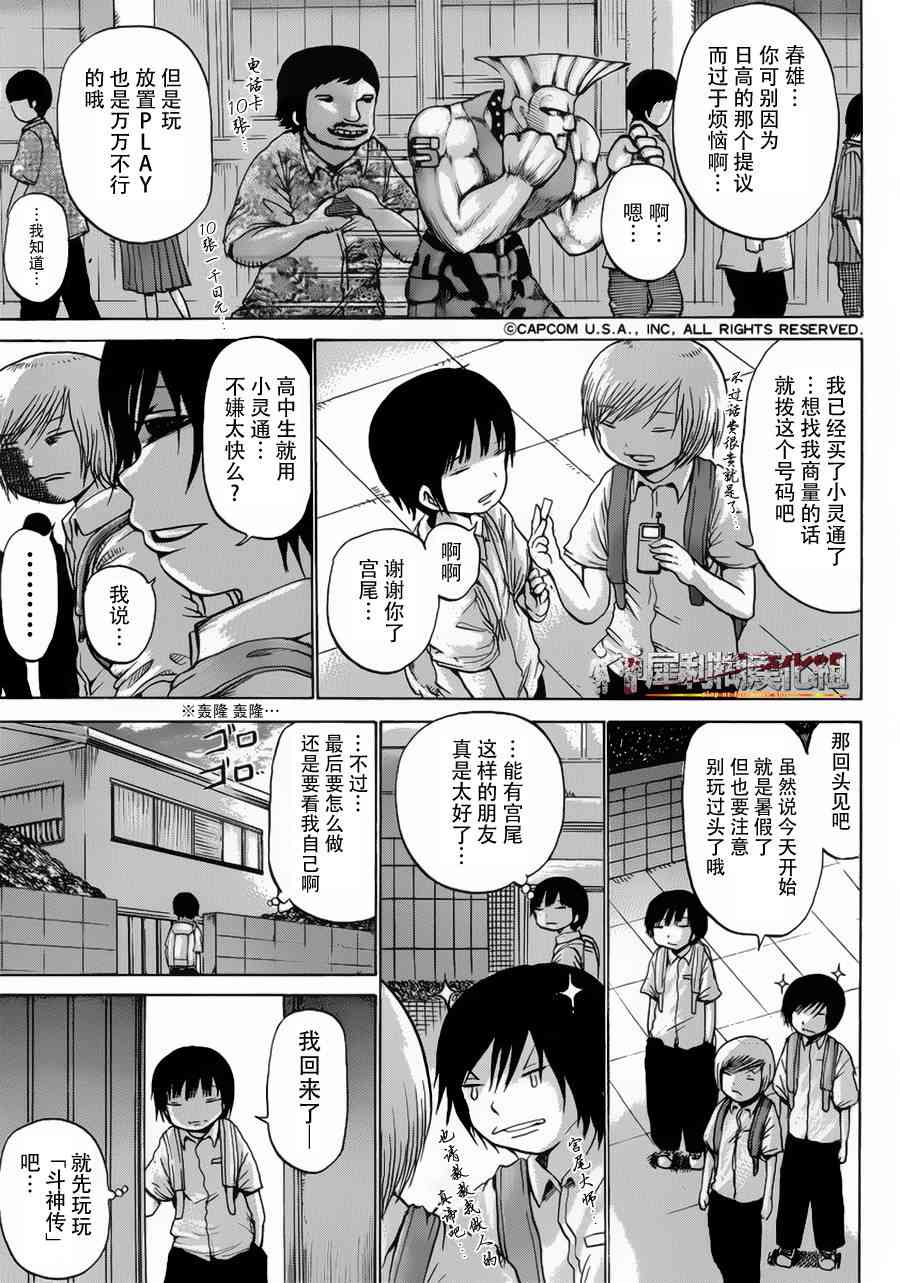 春雄…
你可别因为
日高的那个提议
而过于烦恼啊…
啊…
嗯…
电话卡
10张…
10张一千日元…
但是玩
放置PLAY
也是万万不行
的哦
…我知道…
©CAPCOM U.S.A., INC, ALL RIGHTS RESERVED.
我已经买了小灵通了
…想找我商量的话
就拨这个号码吧
不过话费很贵就是了…
啊啊
谢谢你了
宫尾…
高中生就用
小灵通…
不嫌太快么？
我说…
………
那回头见吧
虽然说今天开始
就是暑假了
但也要注意
别玩过头了哦
…能有宫尾
这样的朋友
真是太好了…
宫尾大师…
也请教教我做人的
真谛吧…
※轰隆 轰隆…
ゴロ
ゴロ
…不过…
最后要怎么做
还是要看我自己啊
我回来了—
就先玩玩
「斗神传」
吧…